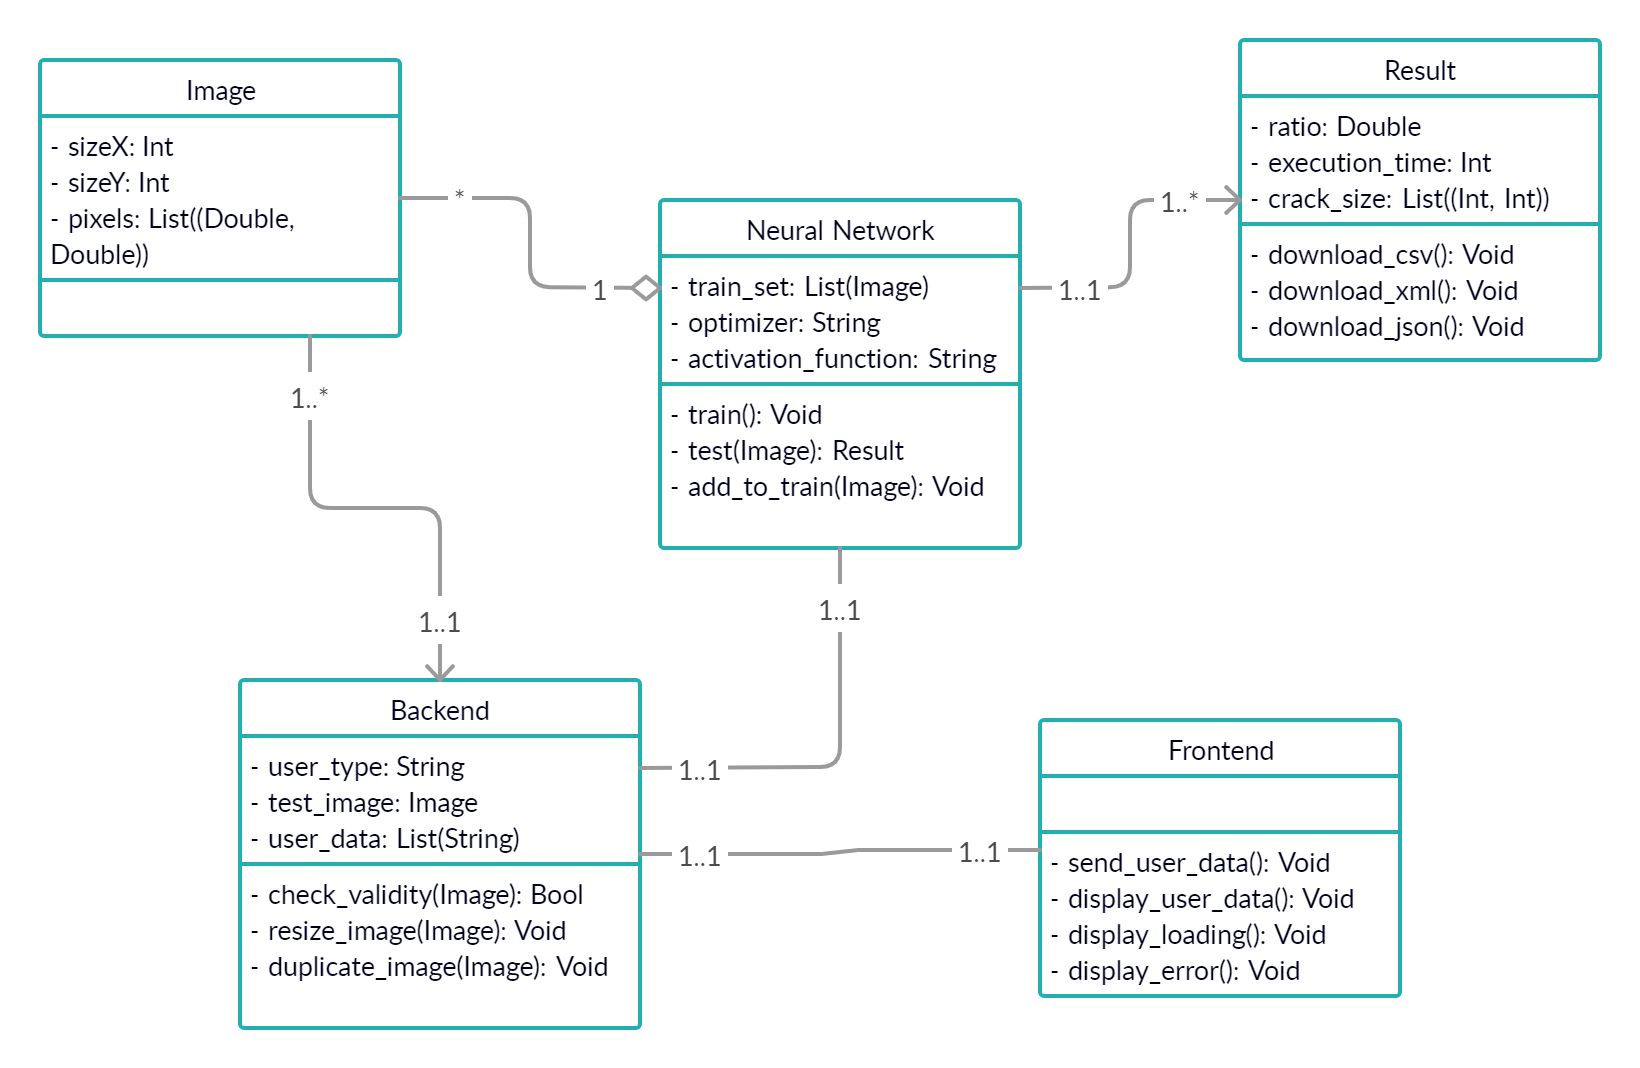 Image
- sizeX: Int
- sizeY: Int
- pixels: List((Double,
Double))
*
1
1..*
1..1
Neural Network
- train_set: List(Image)
- optimizer: String
- activation_function: String
- train(): Void
- test(Image): Result
- add_to_train(Image): Void
1..1
1..*
Result
- ratio: Double
- execution_time: Int
- crack_size: List((Int, Int))
- download_csv(): Void
- download_xml(): Void
- download_json(): Void
1..1
1..1
Backend
- user_type: String
- test_image: Image
- user_data: List(String)
- check_validity(Image): Bool
- resize_image(Image): Void
- duplicate_image(Image): Void
1..1
1..1
Frontend
- send_user_data(): Void
- display_user_data(): Void
- display_loading(): Void
- display_error(): Void